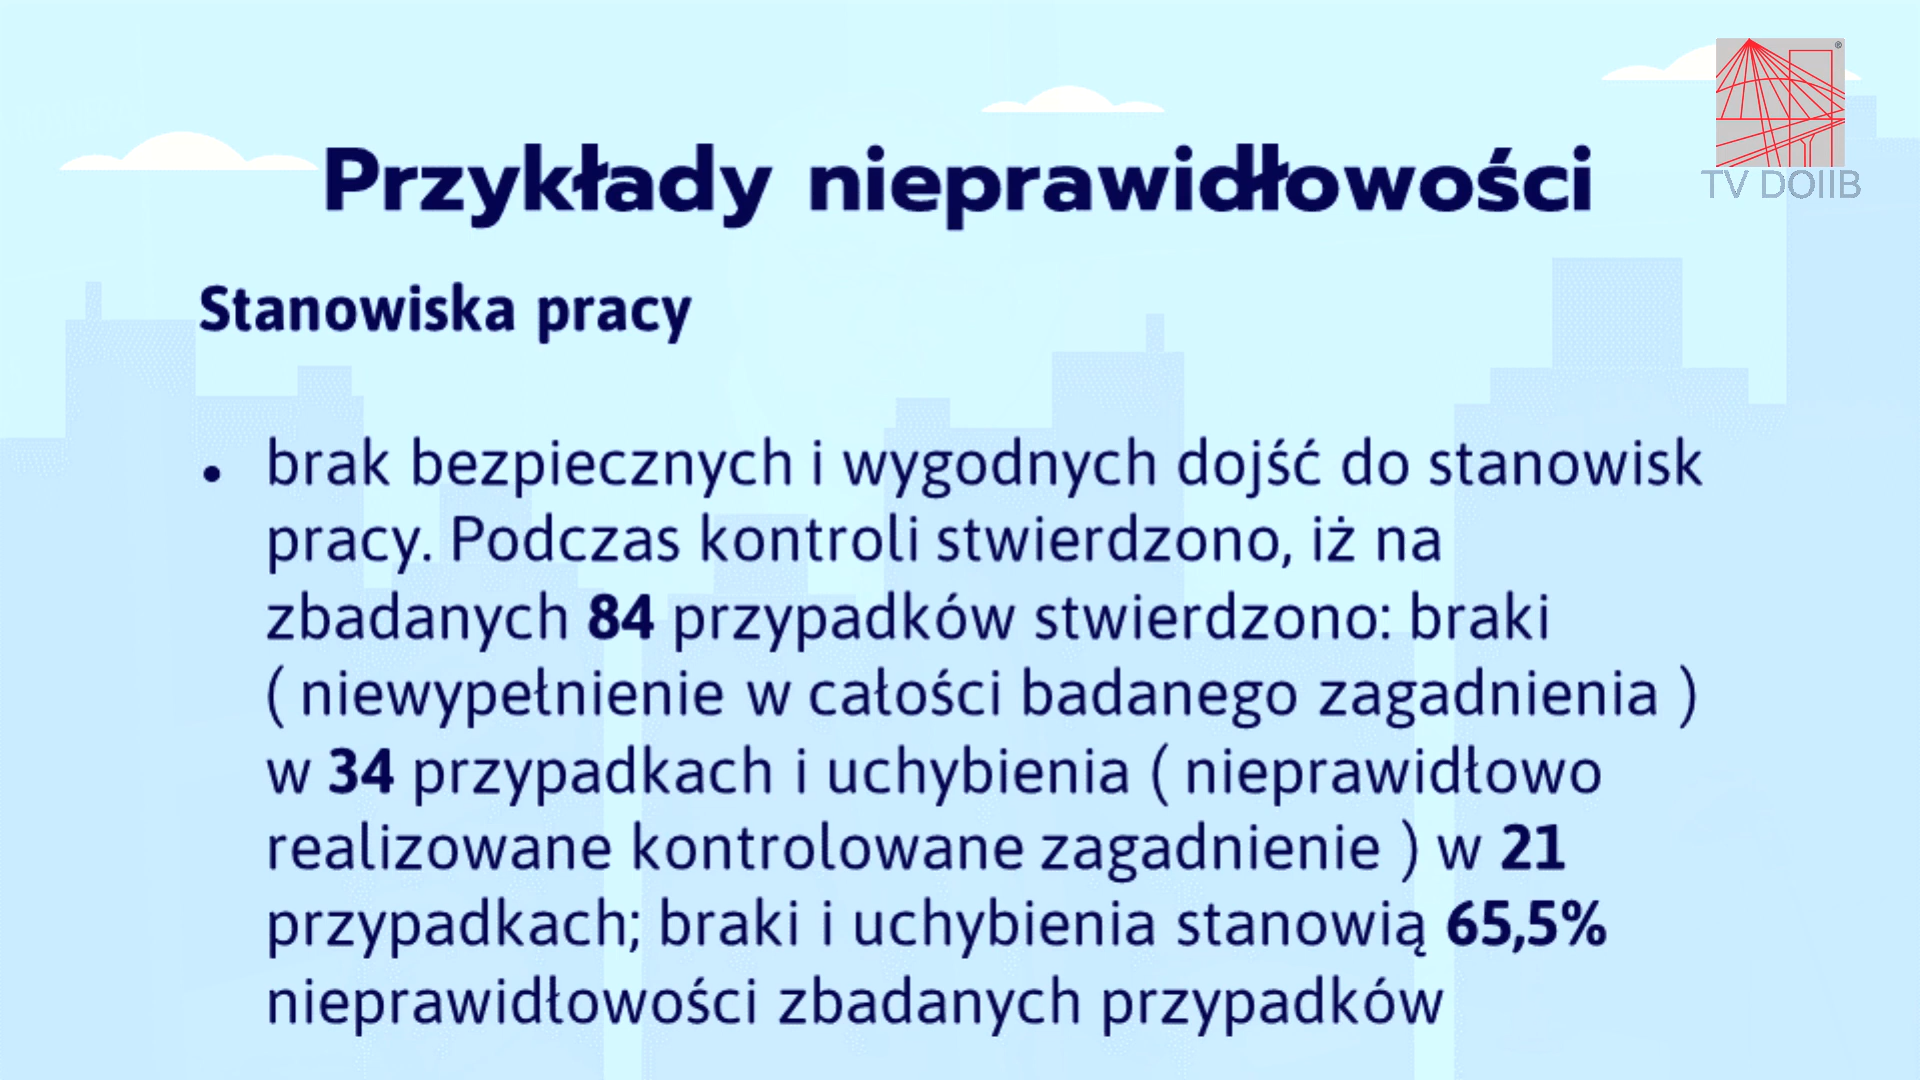 Przykłady nieprawidłowości
®
TV DOIIB
Stanowiska pracy
• brak bezpiecznych i wygodnych dojść do stanowisk
pracy. Podczas kontroli stwierdzono, iż na
zbadanych 84 przypadków stwierdzono: braki
( niewypełnienie w całości badanego zagadnienia )
w 34 przypadkach i uchybienia ( nieprawidłowo
realizowane kontrolowane zagadnienie ) w 21
przypadkach; braki i uchybienia stanowią 65,5%
nieprawidłowości zbadanych przypadków